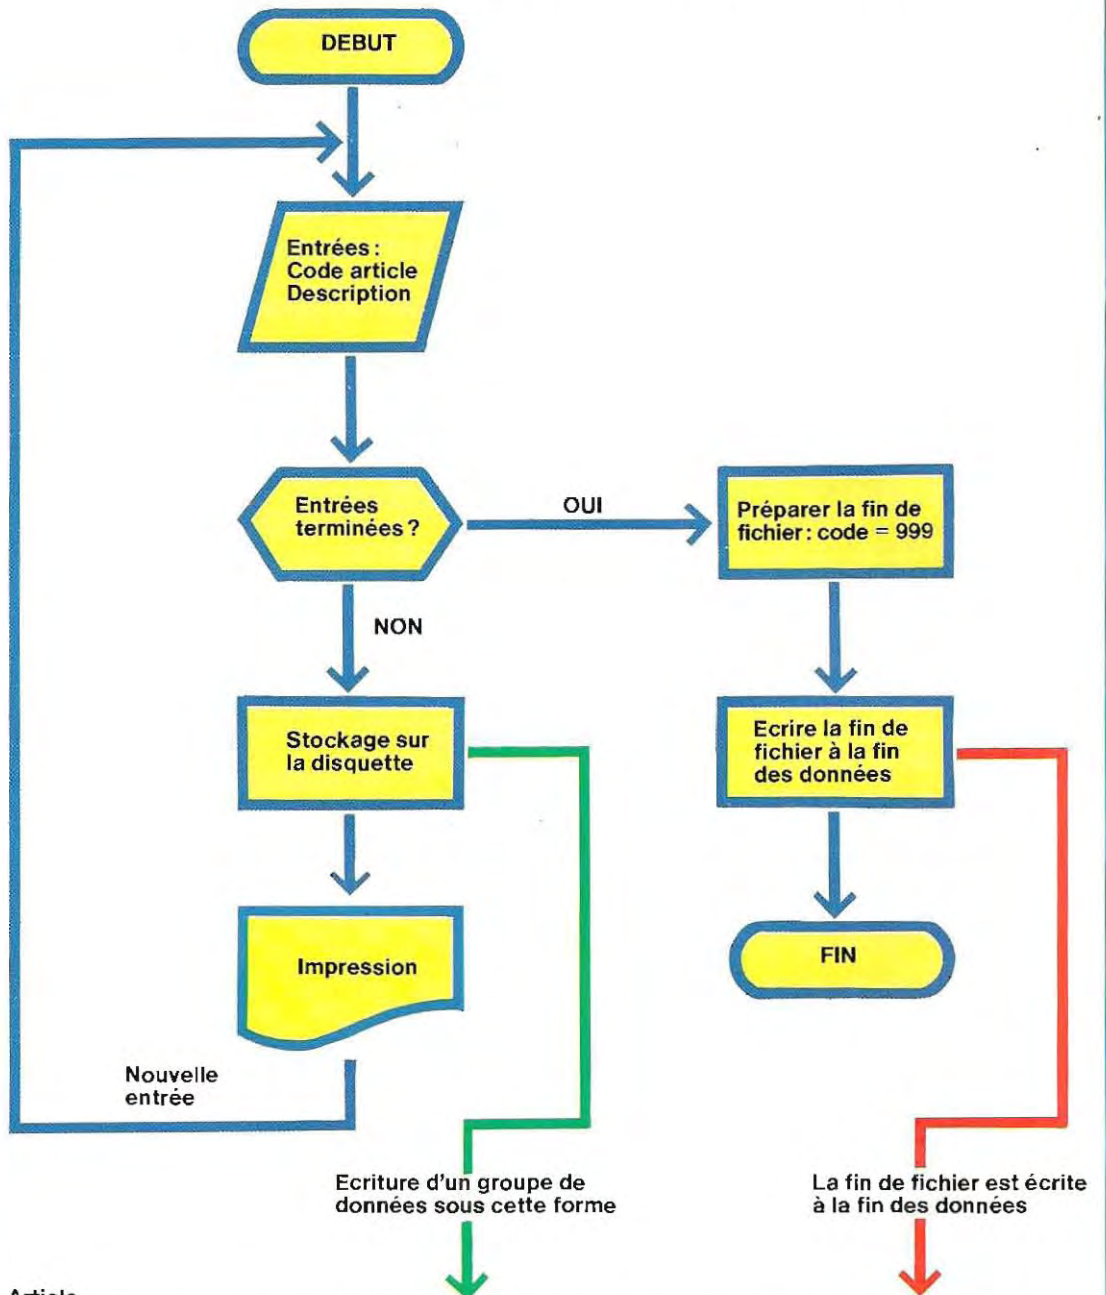 DEBUT
Entrées :
Code article
Description
Entrées
terminées ?
OUI
Préparer la fin de
fichier : code = 999
NON
Stockage sur
la disquette
Ecrire la fin de
fichier à la fin
des données
Impression
FIN
Nouvelle
entrée
Ecriture d'un groupe de
données sous cette forme
La fin de fichier est écrite
à la fin des données
Article